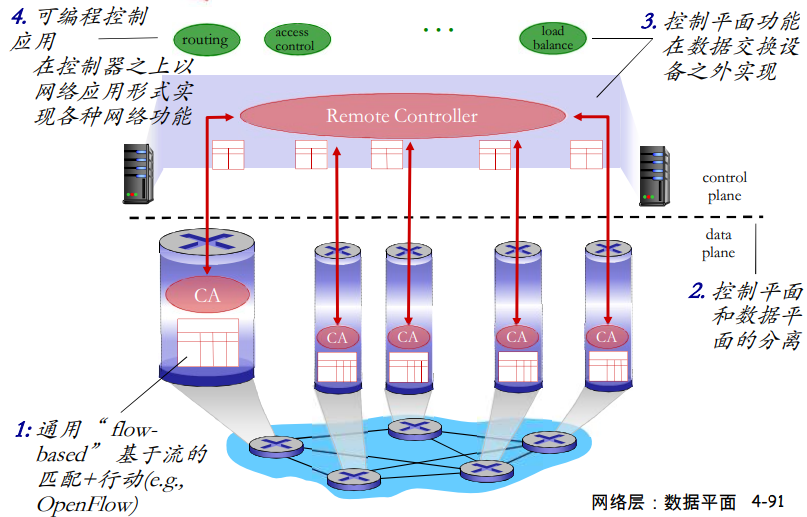 4. 可编程控制
应用
在控制器之上以
网络应用形式实
现各种网络功能
routing
access
control
...
load
balance
3. 控制平面功能
在数据交换设
备之外实现
Remote Controller
control
plane
data
plane
CA
CA
CA
CA
CA
2. 控制平面
和数据平
面的分离
1: 通用“flow-
based” 基于流的
匹配+行动(e.g.,
OpenFlow)
网络层：数据平面 4-91